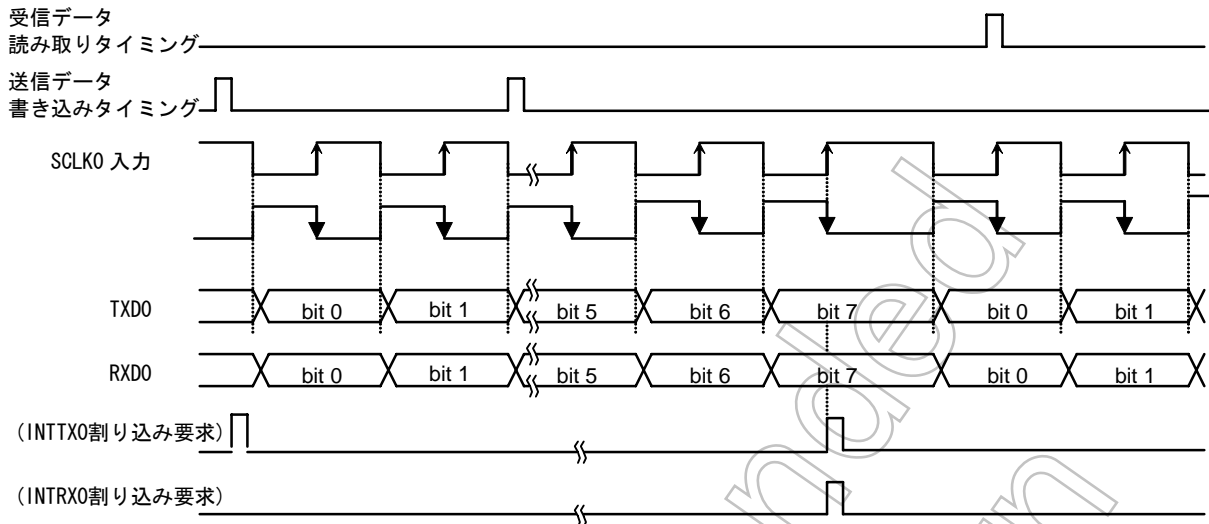 受信データ
読み取りタイミング
送信データ
書き込みタイミング
SCLK0 入力
TXD0
bit 0 bit 1 bit 5 bit 6 bit 7 bit 0 bit 1
RXD0
bit 0 bit 1 bit 5 bit 6 bit 7 bit 0 bit 1
(INTTX0割り込み要求)
(INTRX0割り込み要求)